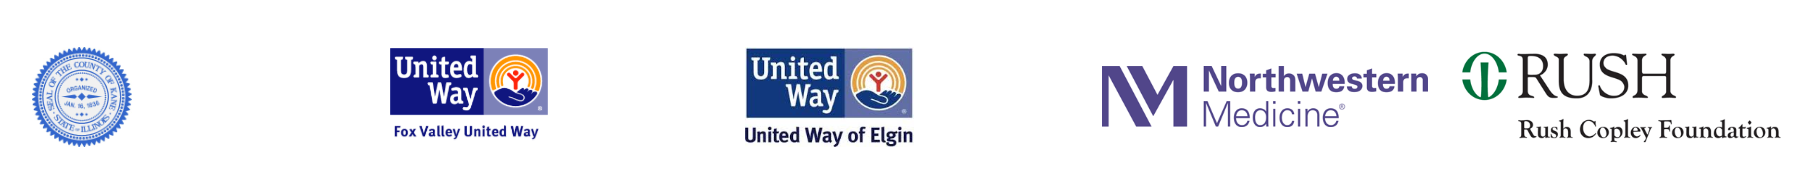 SEAL OF THE COUNTY OF KANE
ORGANIZED
JAN. 16, 1836
STATE OF ILLINOIS
United
Way
®
Fox Valley United Way
United
Way
®
United Way of Elgin
Northwestern
Medicine®
RUSH
Rush Copley Foundation